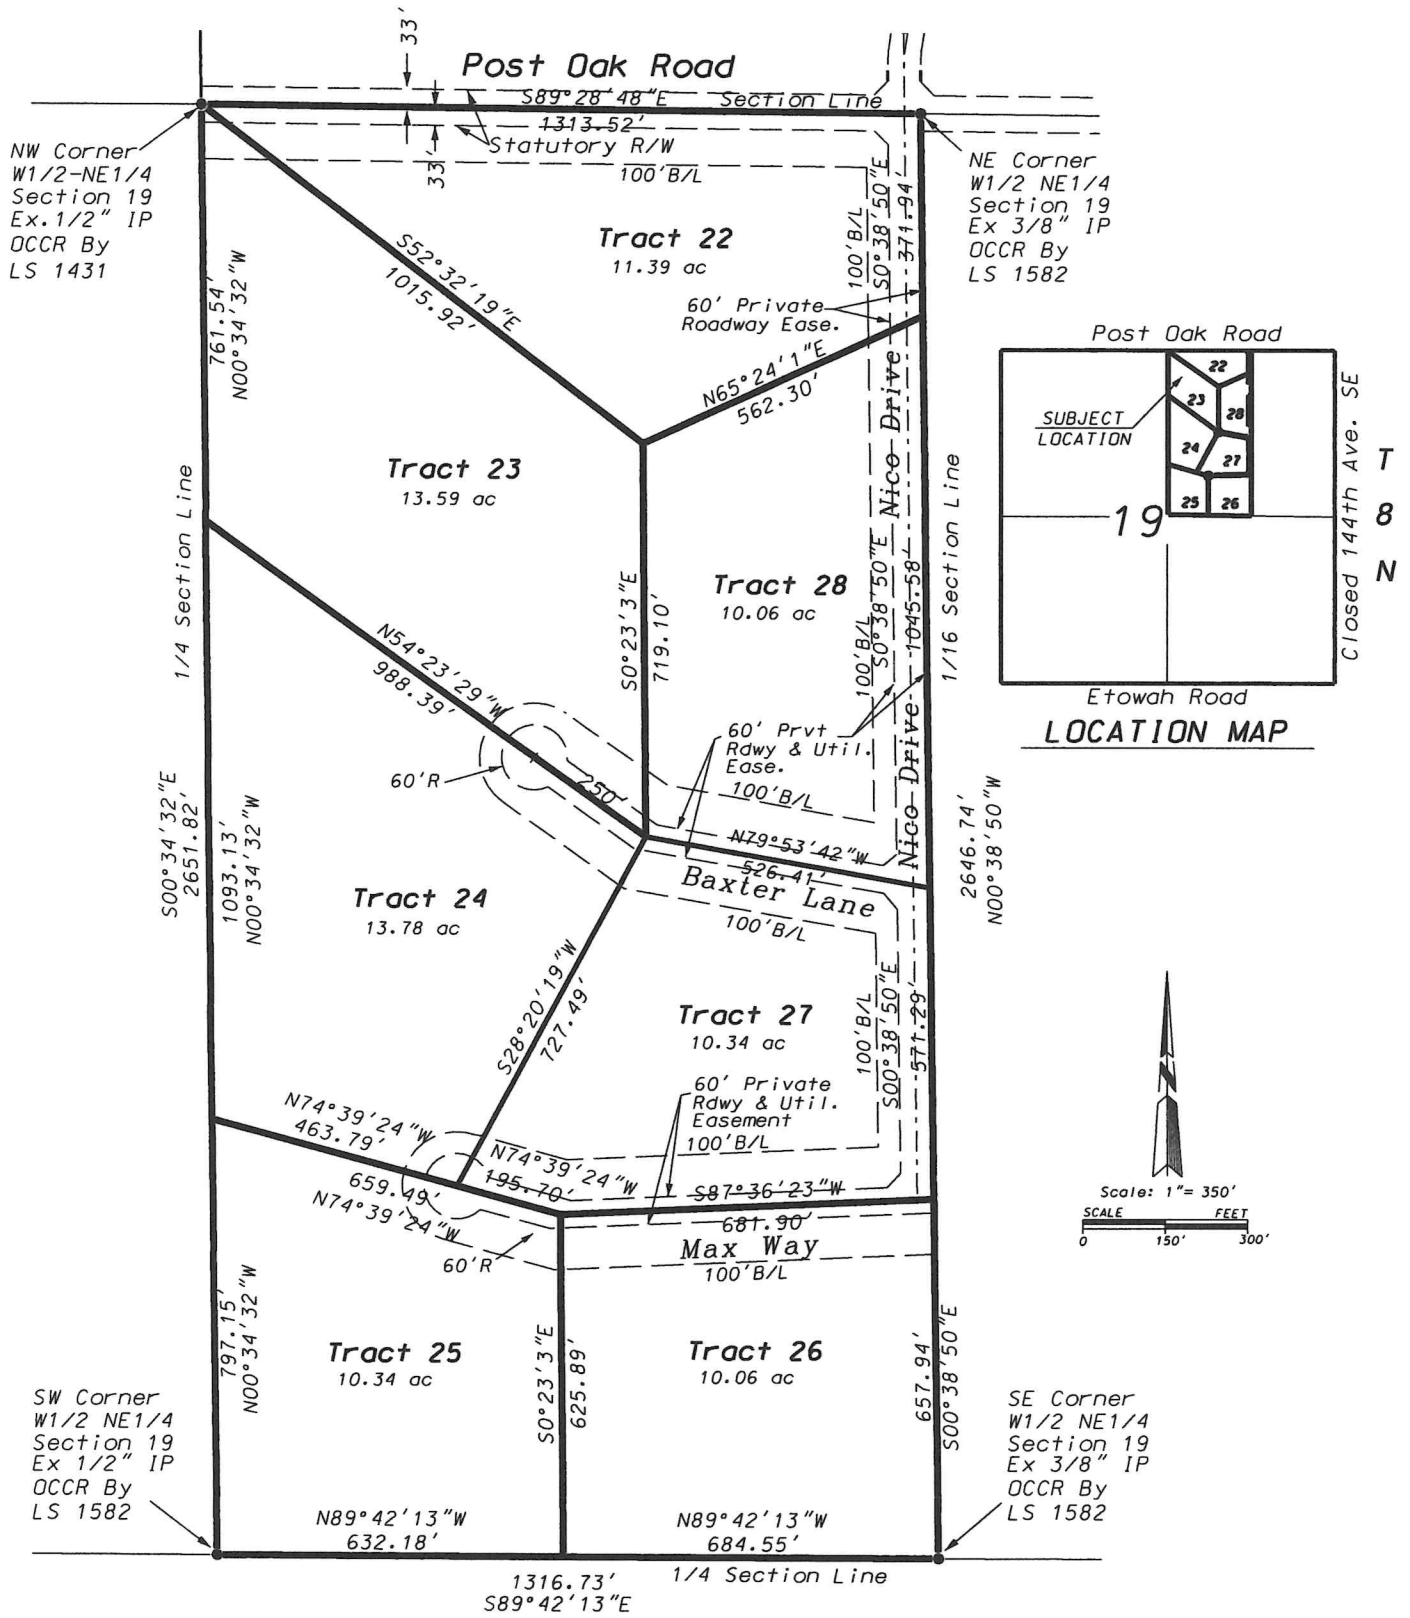 33'
Post Oak Road
S89°28'48"E
Section Line
1313.52'
Statutory R/W
33'
100'B/L
NW Corner
W1/2-NE1/4
Section 19
Ex.1/2" IP
OCCR By
LS 1431
NE Corner
W1/2 NE1/4
Section 19
Ex 3/8" IP
OCCR By
LS 1582
S0°38'50"E
371.94'
100'B/L
Tract 22
11.39 ac
S52°32'19"E
1015.92'
761.54'
N00°34'32"W
60' Private
Roadway Ease.
N65°24'1"E
562.30'
Nico Drive
Post Oak Road
22
23
28
SUBJECT
LOCATION
24
27
25
26
19
Closed 144th Ave. SE
T
8
N
Etowah Road
LOCATION MAP
Tract 23
13.59 ac
1/4 Section Line
1/16 Section Line
S0°23'3"E
719.10'
Tract 28
10.06 ac
S0°38'50"E
1045.58'
100'B/L
N54°23'29"W
988.39'
250'
60'R
60' Prvt
Rdwy & Util.
Ease.
100'B/L
Nico Drive
N79°53'42"W
526.41'
Baxter Lane
100'B/L
S00°34'32"E
2651.82'
1093.13'
N00°34'32"W
2646.74'
N00°38'50"W
Tract 24
13.78 ac
S28°20'19"W
727.49'
Tract 27
10.34 ac
100'B/L
S00°38'50"E
571.29'
60' Private
Rdwy & Util.
Easement
100'B/L
N74°39'24"W
463.79'
N74°39'24"W
195.70'
659.49'
N74°39'24"W
S87°36'23"W
681.90'
Max Way
100'B/L
60'R
N
Scale: 1"= 350'
SCALE
FEET
0
150'
300'
797.15'
N00°34'32"W
Tract 25
10.34 ac
S0°23'3"E
625.89'
Tract 26
10.06 ac
657.94'
S00°38'50"E
SW Corner
W1/2 NE1/4
Section 19
Ex 1/2" IP
OCCR By
LS 1582
SE Corner
W1/2 NE1/4
Section 19
Ex 3/8" IP
OCCR By
LS 1582
N89°42'13"W
632.18'
N89°42'13"W
684.55'
1316.73'
S89°42'13"E
1/4 Section Line